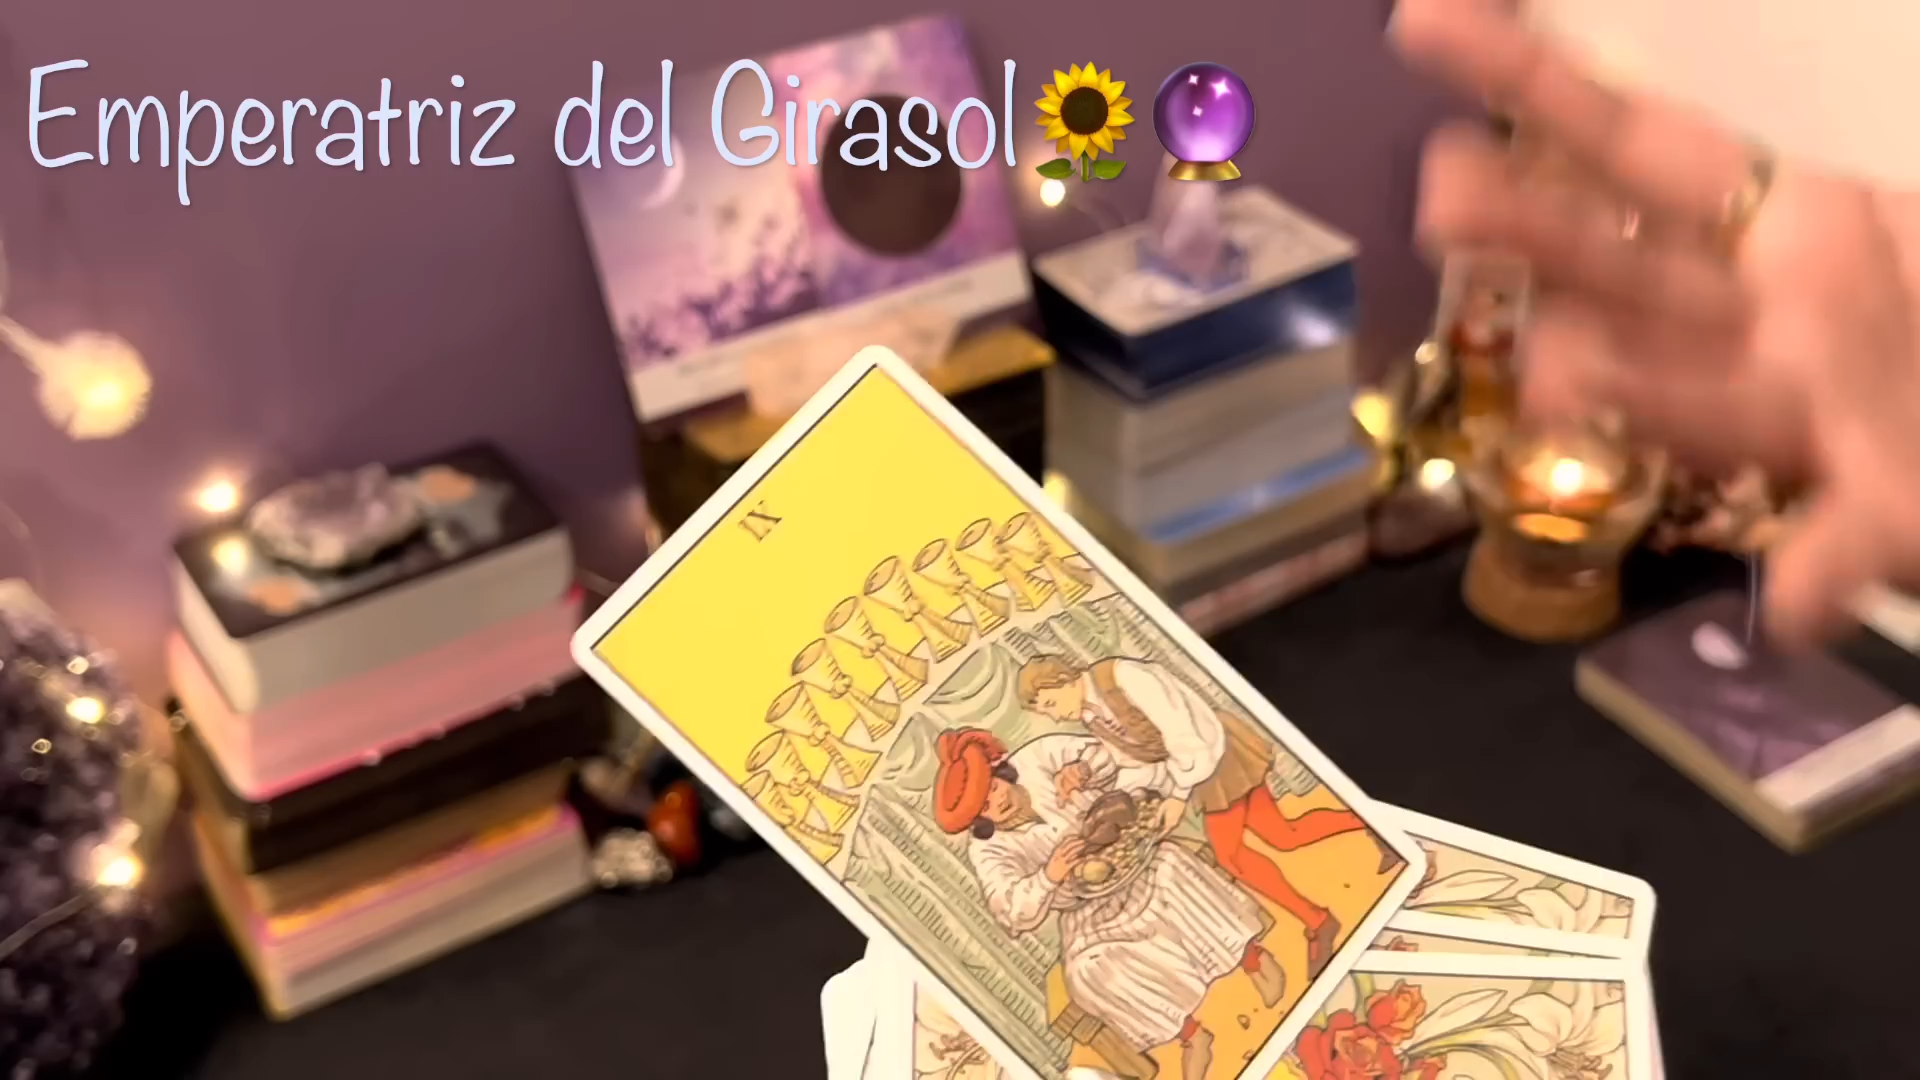 Emperatriz del Girasol🌻🔮
IX